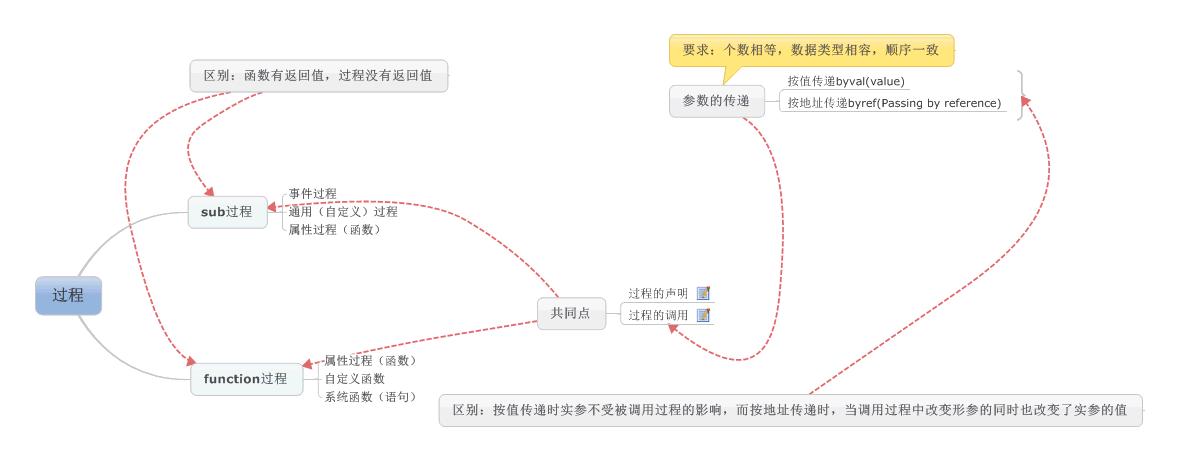 要求：个数相等，数据类型相容，顺序一致
区别：函数有返回值，过程没有返回值
按值传递byval(value)
参数的传递
按地址传递byref(Passing by reference)
事件过程
sub过程
通用（自定义）过程
属性过程（函数）
过程
过程的声明
共同点
过程的调用
属性过程（函数）
function过程
自定义函数
系统函数（语句）
区别：按值传递时实参不受被调用过程的影响，而按地址传递时，当调用过程中改变形参的同时也改变了实参的值